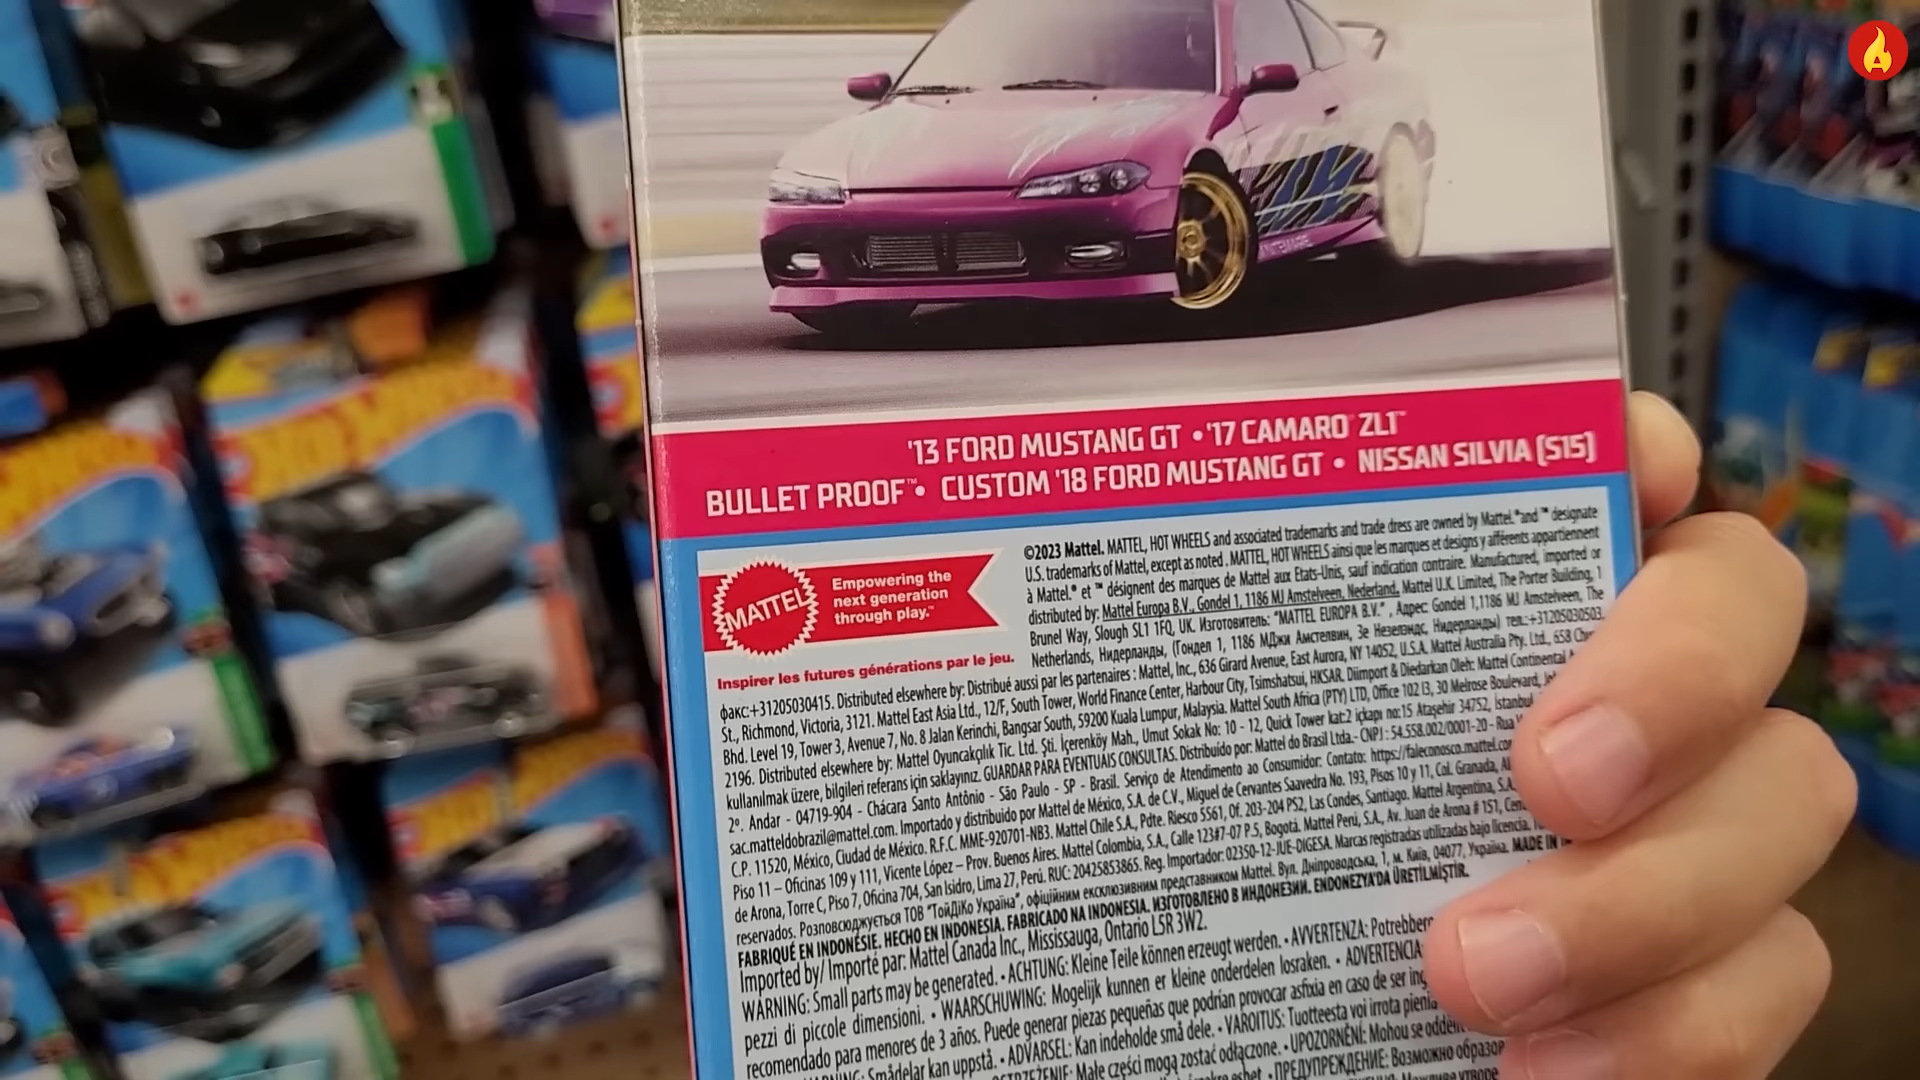 '13 FORD MUSTANG GT • '17 CAMARO™ ZL1™
BULLET PROOF™ • CUSTOM '18 FORD MUSTANG GT • NISSAN SILVIA (S15)
MATTEL
Empowering the
next generation
through play.™
Inspirer les futures générations par le jeu.
©2023 Mattel. MATTEL, HOT WHEELS and associated trademarks and trade dress are owned by Mattel.® and ™ designate
U.S. trademarks of Mattel, except as noted. MATTEL, HOT WHEELS ainsi que les marques et designs y afférents appartiennent
à Mattel.® et ™ désignent des marques de Mattel aux Etats-Unis, sauf indication contraire. Manufactured, imported or
distributed by: Mattel Europa B.V., Gondel 1, 1186 MJ Amstelveen, Nederland. Mattel U.K. Limited, The Porter Building, 1
Brunel Way, Slough SL1 1FQ, UK. Изготовитель: "MATTEL EUROPA B.V.", Адрес: Gondel 1,1186 MJ Amstelveen, The
Netherlands, Нидерланды, (Гондел 1, 1186 МДжи Амстелвин, Зе Незеландс, Нидерланды) тел.:+31205030503.
факс:+31205030415. Distributed elsewhere by: Distribué aussi par les partenaires : Mattel, Inc., 636 Girard Avenue, East Aurora, NY 14052, U.S.A. Mattel Australia Pty. Ltd., 658
St., Richmond, Victoria, 3121. Mattel East Asia Ltd., 12/F, South Tower, World Finance Center, Harbour City, Tsimshatsui, HKSAR. Diimport & Diedarkan Oleh: Mattel Continental
Bhd. Level 19, Tower 3, Avenue 7, No. 8 Jalan Kerinchi, Bangsar South, 59200 Kuala Lumpur, Malaysia. Mattel South Africa (PTY) LTD, Office 102 I3, 30 Melrose Boulevard,
2196. Distributed elsewhere by: Mattel Oyuncakçılık Tic. Ltd. Şti. İçerenköy Mah., Umut Sokak No: 10 - 12, Quick Tower kat:2 içkapı no:15 Ataşehir 34752, İstanbul
kullanılmak üzere, bilgileri referans için saklayınız. GUARDAR PARA EVENTUAIS CONSULTAS. Distribuído por: Mattel do Brasil Ltda.- CNPJ : 54.558.002/0001-20 - Rua
2º. Andar - 04719-904 - Chácara Santo Antônio - São Paulo - SP - Brasil. Serviço de Atendimento ao Consumidor: Contato: https://faleconosco.mattel.co
sac.matteldobrazil@mattel.com. Importado y distribuido por Mattel de México, S.A. de C.V., Miguel de Cervantes Saavedra No. 193, Pisos 10 y 11, Col. Granada,
C.P. 11520, México, Ciudad de México. R.F.C. MME-920701-NB3. Mattel Chile S.A., Pdte. Riesco 5561, Of. 203-204 PS2, Las Condes, Santiago. Mattel Argentina, S.A.
Piso 11 – Oficinas 109 y 111, Vicente López – Prov. Buenos Aires. Mattel Colombia, S.A., Calle 123#7-07 P.5, Bogotá. Mattel Perú, S.A., Av. Juan de Arona # 151,
de Arona, Torre C, Piso 7, Oficina 704, San Isidro, Lima 27, Perú. RUC: 20425853865. Reg. Importador: 02350-12-JUE-DIGESA. Marcas registradas utilizadas bajo licencia.
reservados. Розповсюджується ТОВ "ТойДіКо Україна", офіційним ексклюзивним представником Mattel. Вул. Дніпроводська, 1, м. Київ, 04077, Україна. MADE IN
FABRIQUÉ EN INDONÉSIE. HECHO EN INDONESIA. FABRICADO NA INDONESIA. ИЗГОТОВЛЕНО В ИНДОНЕЗИИ. ENDONEZYA'DA ÜRETİLMİŞTİR.
Imported by/ Importé par: Mattel Canada Inc., Mississauga, Ontario L5R 3W2.
WARNING: Small parts may be generated. • ACHTUNG: Kleine Teile können erzeugt werden. • AVVERTENZA: Potrebbero
pezzi di piccole dimensioni. • WAARSCHUWING: Mogelijk kunnen er kleine onderdelen losraken. • ADVERTENCIA:
recomendado para menores de 3 años. Puede generar piezas pequeñas que podrían provocar asfixia en caso de ser
Smådelar kan uppstå. • ADVARSEL: Kan indeholde små dele. • VAROITUS: Tuotteesta voi irrota
Małe części mogą zostać odłączone. • UPOZORNĚNÍ: Mohou se
ПРЕДУПРЕЖДЕНИЕ: Возможно